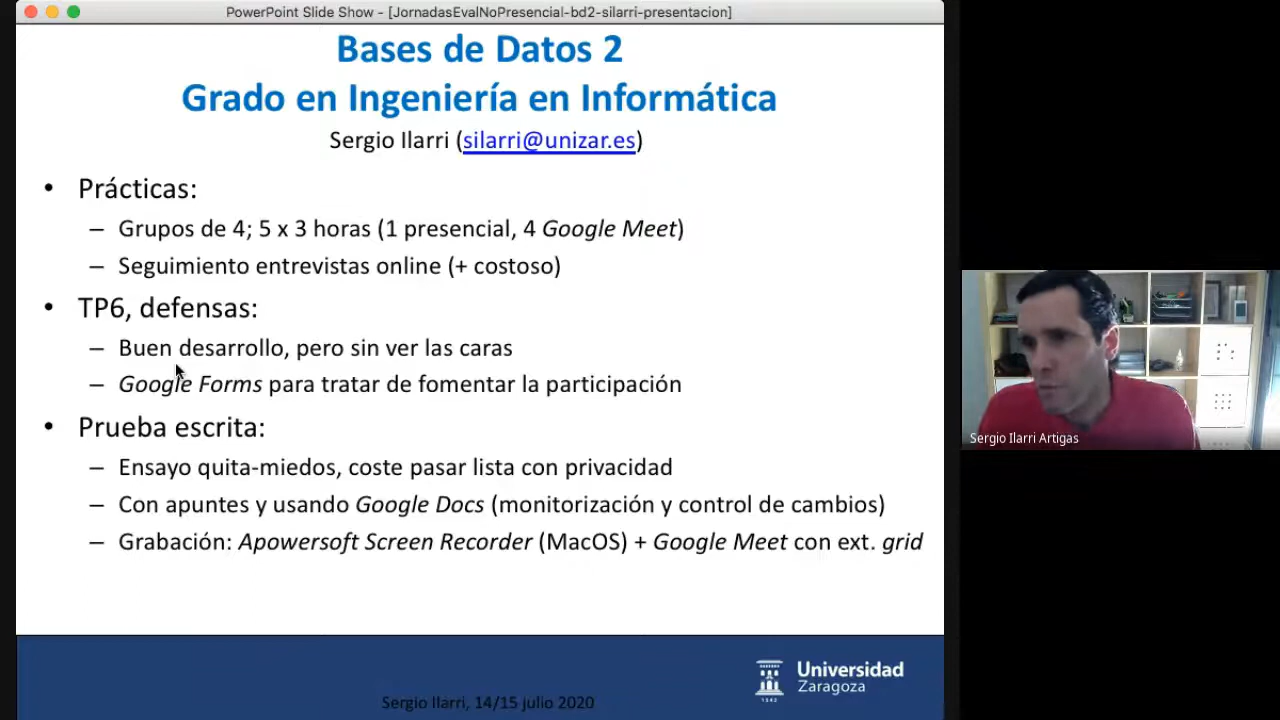 PowerPoint Slide Show - [JornadasEvalNoPresencial-bd2-silarri-presentacion]
Bases de Datos 2
Grado en Ingeniería en Informática
Sergio Ilarri (silarri@unizar.es)
• Prácticas:
– Grupos de 4; 5 x 3 horas (1 presencial, 4 Google Meet)
– Seguimiento entrevistas online (+ costoso)
• TP6, defensas:
– Buen desarrollo, pero sin ver las caras
– Google Forms para tratar de fomentar la participación
• Prueba escrita:
– Ensayo quita-miedos, coste pasar lista con privacidad
– Con apuntes y usando Google Docs (monitorización y control de cambios)
– Grabación: Apowersoft Screen Recorder (MacOS) + Google Meet con ext. grid
Sergio Ilarri Artigas
Universidad
Zaragoza
1542
Sergio Ilarri, 14/15 julio 2020